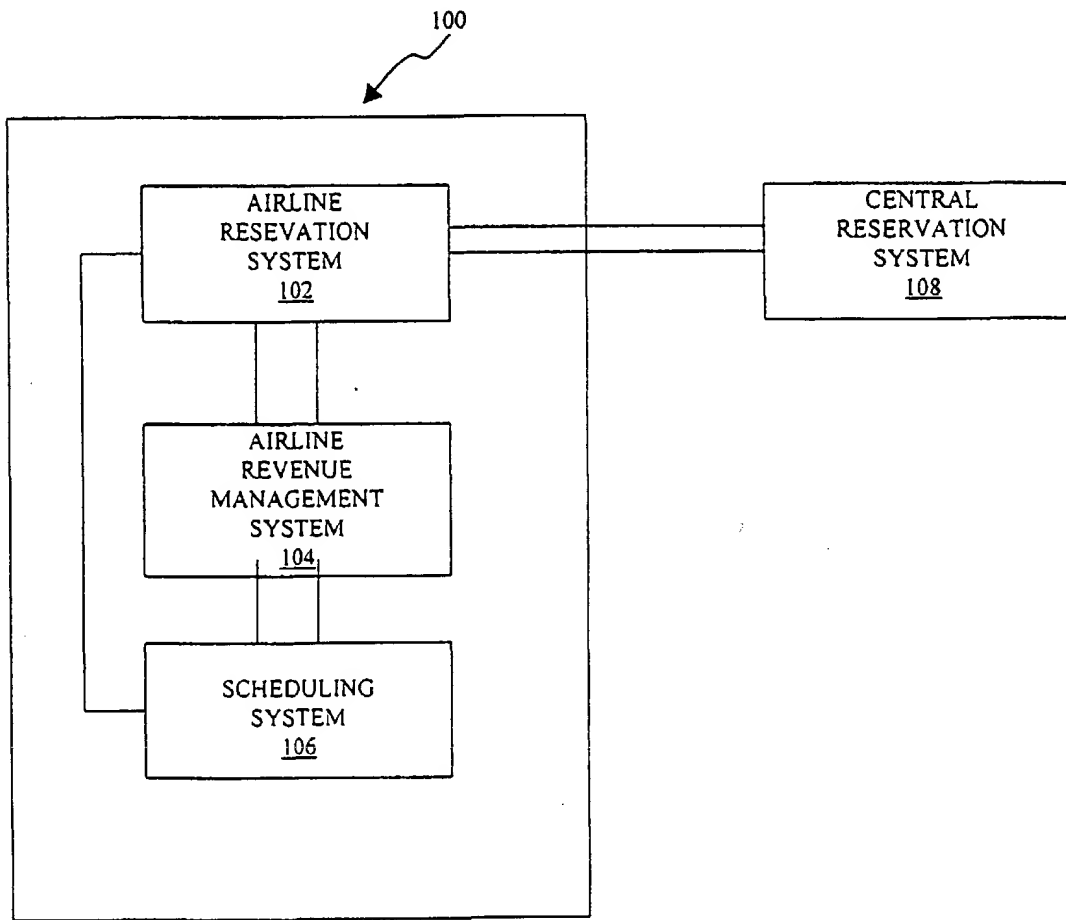 100
AIRLINE
RESEVATION
SYSTEM
102
CENTRAL
RESERVATION
SYSTEM
108
AIRLINE
REVENUE
MANAGEMENT
SYSTEM
104
SCHEDULING
SYSTEM
106